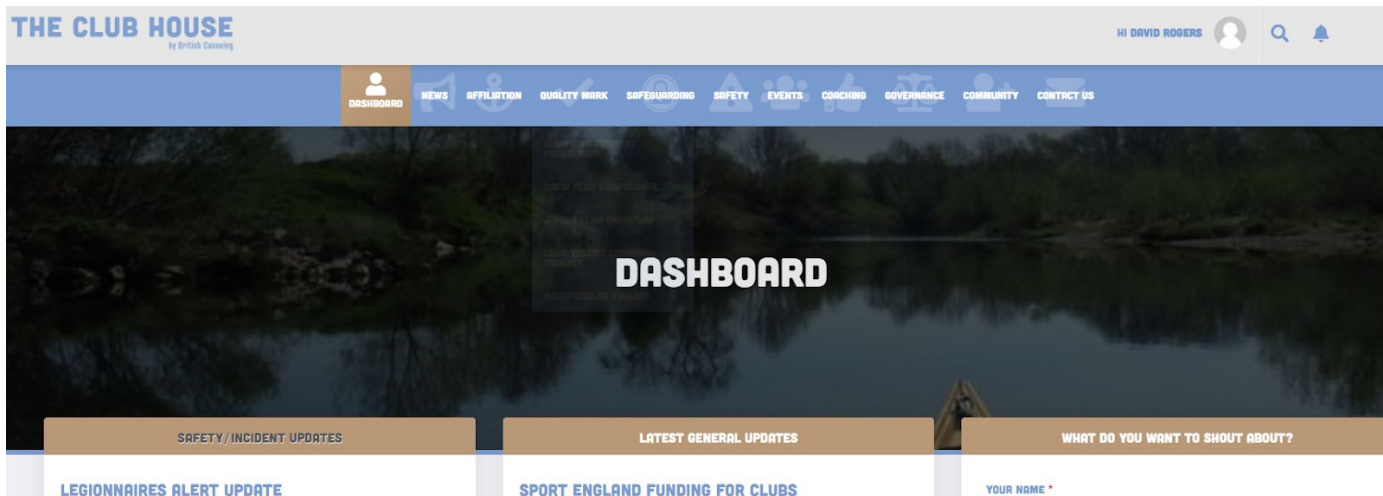 THE CLUB HOUSE
by British Canoeing
HI DAVID ROGERS
DASHBOARD
NEWS
AFFILIATION
QUALITY MARK
SAFEGUARDING
SAFETY
EVENTS
COACHING
GOVERNANCE
COMMUNITY
CONTACT US
DASHBOARD
SAFETY/INCIDENT UPDATES
LATEST GENERAL UPDATES
WHAT DO YOU WANT TO SHOUT ABOUT?
LEGIONNAIRES ALERT UPDATE
SPORT ENGLAND FUNDING FOR CLUBS
YOUR NAME *